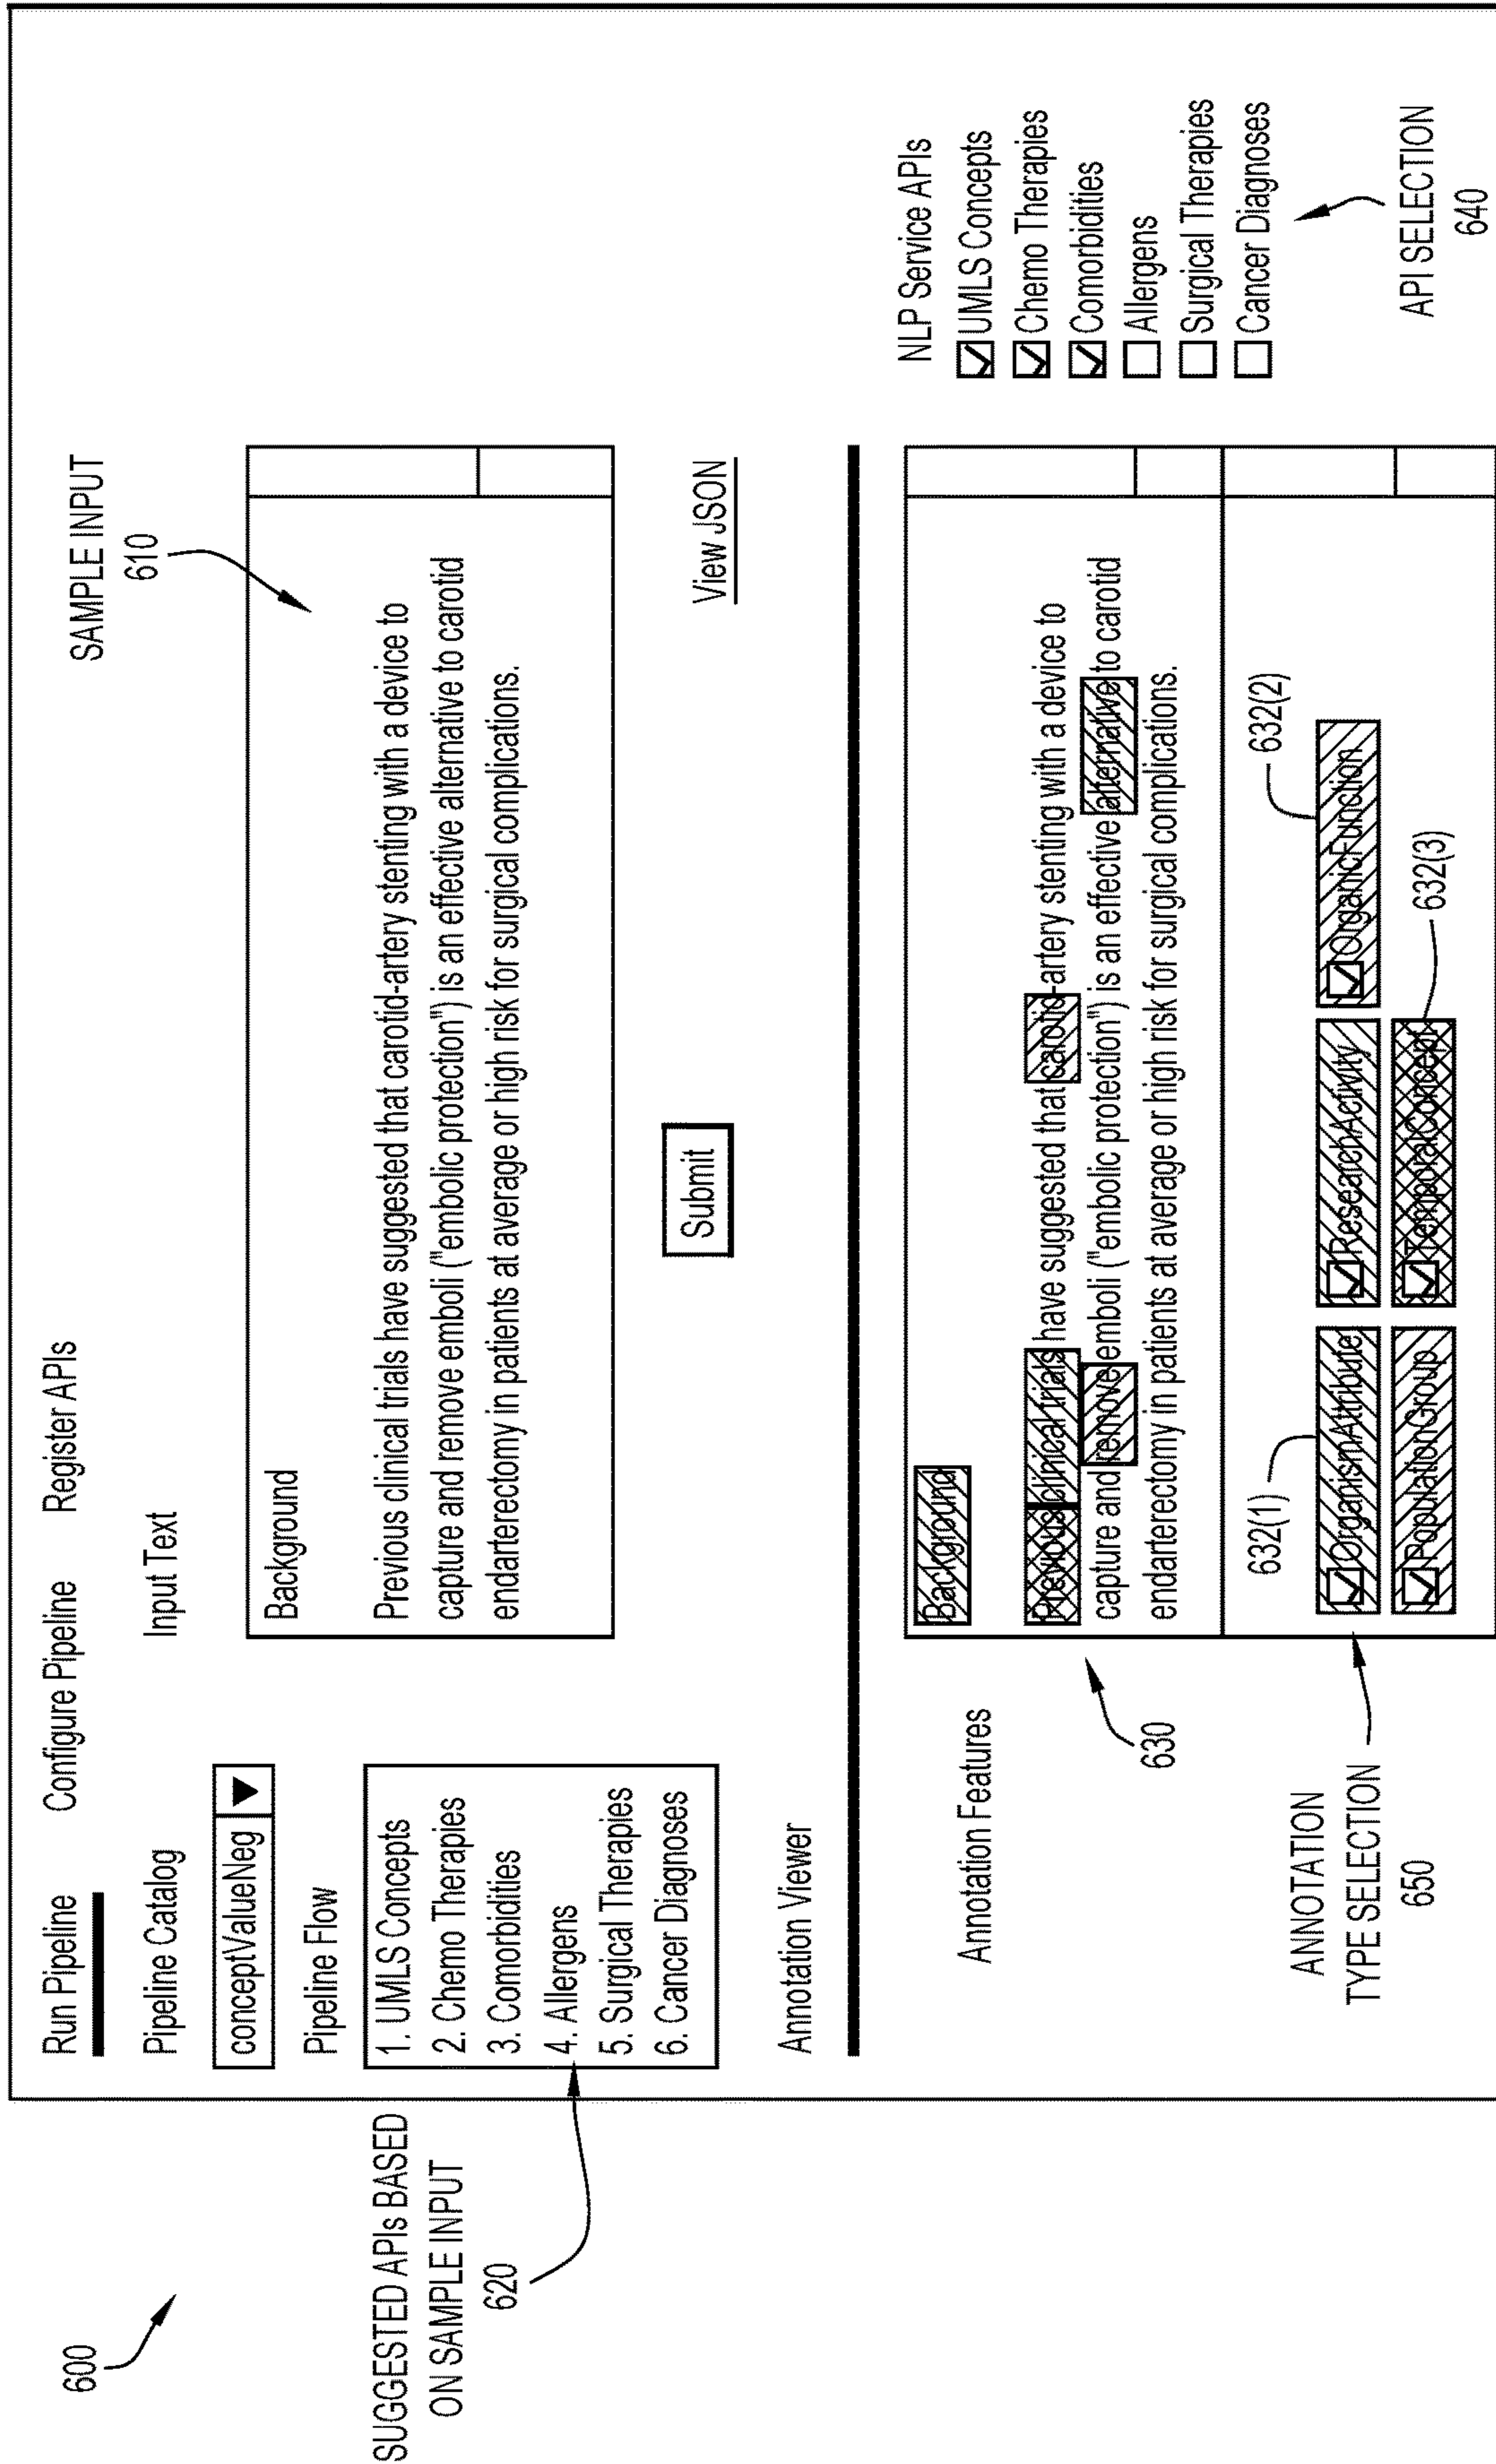 600
Run Pipeline
Configure Pipeline
Register APIs
SAMPLE INPUT
610
Pipeline Catalog
Input Text
conceptValueNeg
Pipeline Flow
1. UMLS Concepts
2. Chemo Therapies
3. Comorbidities
4. Allergens
5. Surgical Therapies
6. Cancer Diagnoses
SUGGESTED APIs BASED
ON SAMPLE INPUT
620
Background
Previous clinical trials have suggested that carotid-artery stenting with a device to
capture and remove emboli ("embolic protection") is an effective alternative to carotid
endarterectomy in patients at average or high risk for surgical complications.
Submit
View JSON
Annotation Viewer
Annotation Features
630
Background
Previous clinical trials have suggested that carotis-artery stenting with a device to
capture and remove emboli ("embolic protection") is an effective alternative to carotid
endarterectomy in patients at average or high risk for surgical complications.
NLP Service APIs
UMLS Concepts
Chemo Therapies
Comorbidities
Allergens
Surgical Therapies
Cancer Diagnoses
API SELECTION
640
ANNOTATION
TYPE SELECTION
650
632(1)
632(2)
OrganismAttribute
ResearchActivity
OrganicFunction
PopulationGroup
TemporalConcept
632(3)